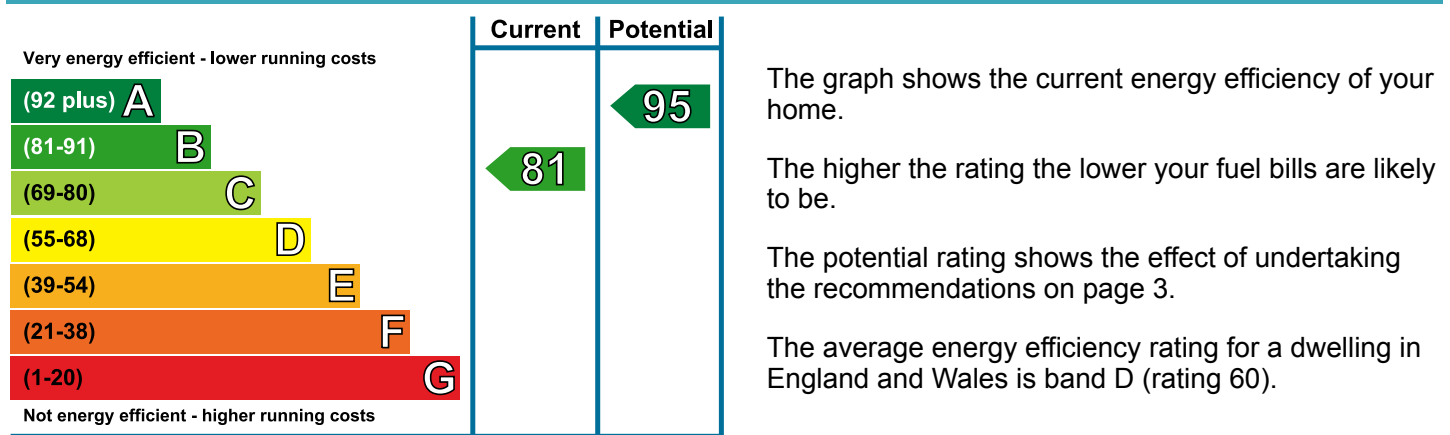 Current Potential
Very energy efficient - lower running costs
(92 plus) A
95
(81-91) B
81
(69-80) C
(55-68) D
(39-54) E
(21-38) F
(1-20) G
Not energy efficient - higher running costs
The graph shows the current energy efficiency of your
home.
The higher the rating the lower your fuel bills are likely
to be.
The potential rating shows the effect of undertaking
the recommendations on page 3.
The average energy efficiency rating for a dwelling in
England and Wales is band D (rating 60).